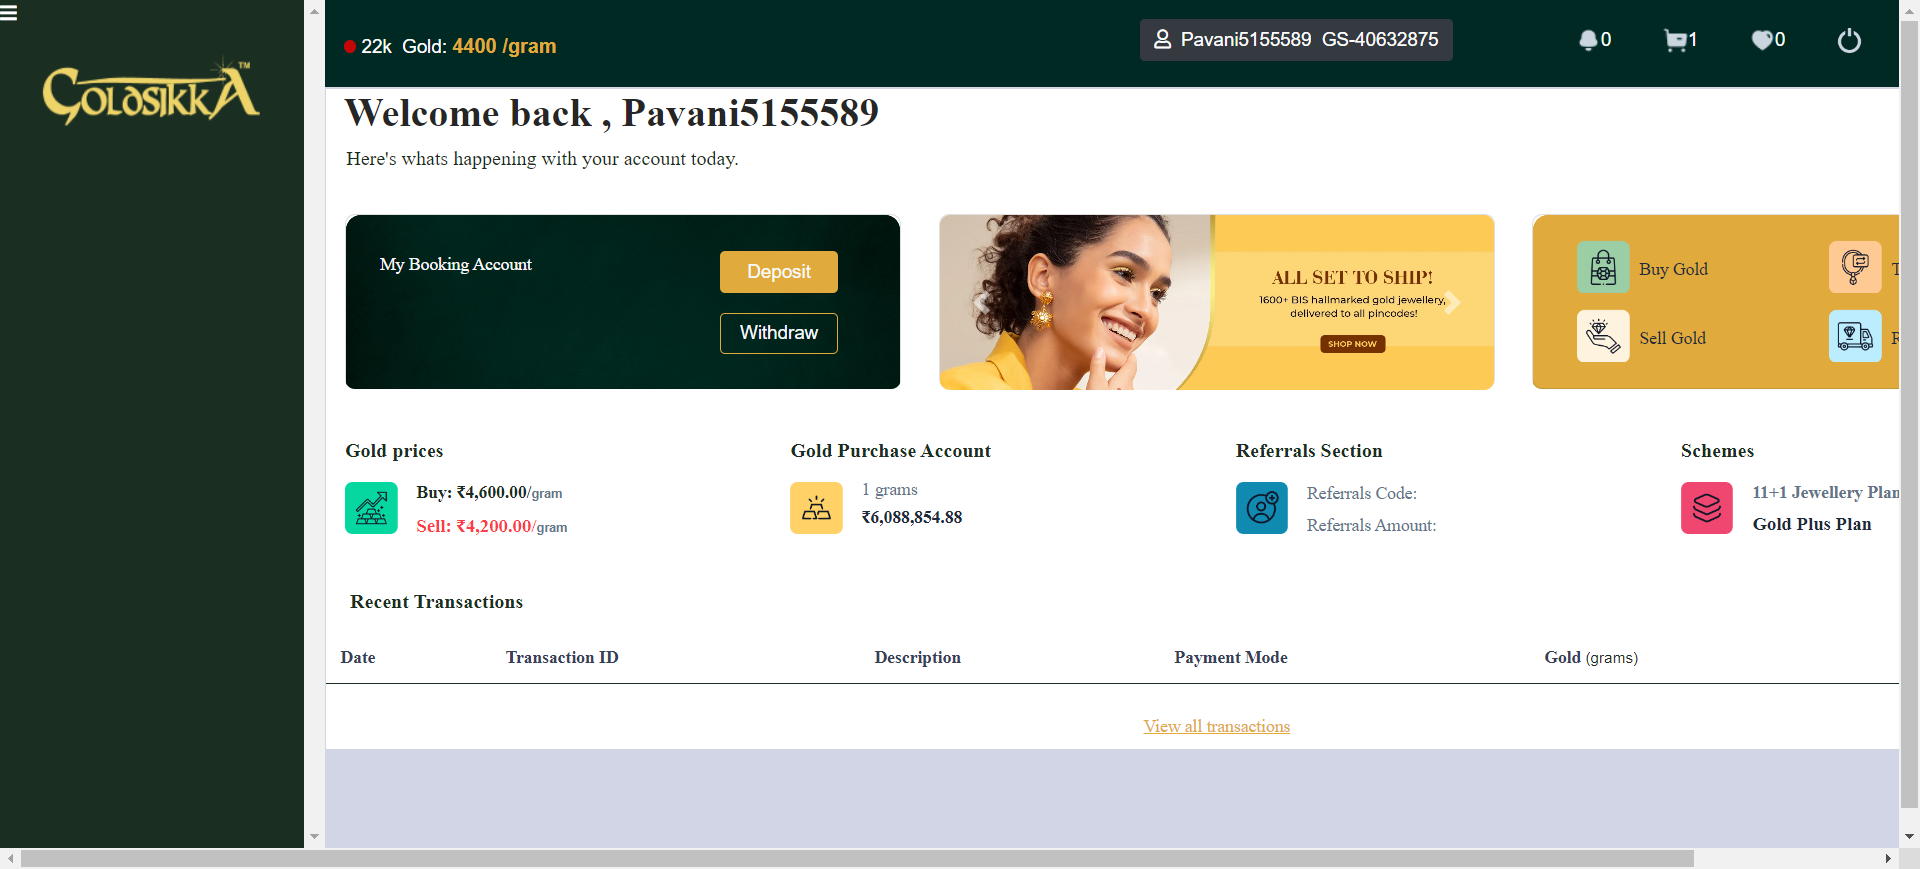 GOLDSIKKA™
22k Gold: 4400 /gram
Pavani5155589 GS-40632875
0
1
0
Welcome back , Pavani5155589
Here's whats happening with your account today.
My Booking Account
Deposit
Withdraw
ALL SET TO SHIP!
1600+ BIS hallmarked gold jewellery,
delivered to all pincodes!
SHOP NOW
Buy Gold
T
Sell Gold
R
Gold prices
Buy: ₹4,600.00/gram
Sell: ₹4,200.00/gram
Gold Purchase Account
1 grams
₹6,088,854.88
Referrals Section
Referrals Code:
Referrals Amount:
Schemes
11+1 Jewellery Plan
Gold Plus Plan
Recent Transactions
Date Transaction ID Description Payment Mode Gold (grams)
View all transactions